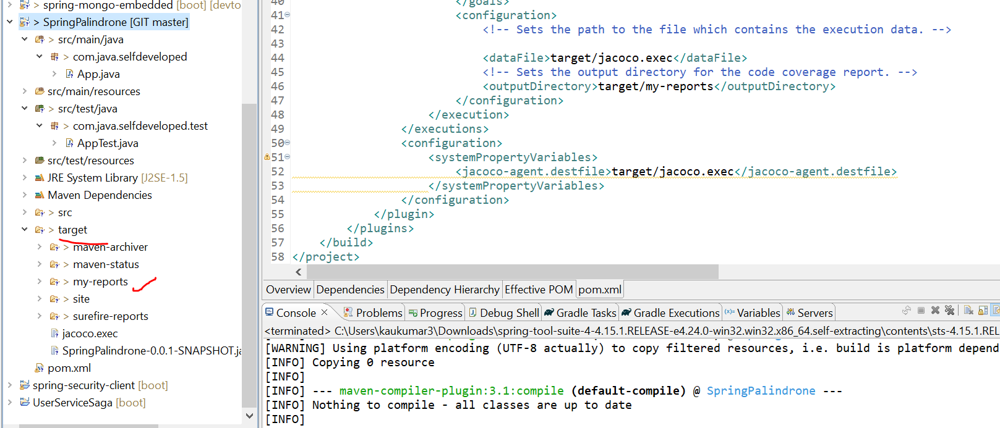 > spring-mongo-embedded [boot] [devto
> SpringPalindrone [GIT master]
> src/main/java
> com.java.selfdeveloped
> App.java
> src/main/resources
> src/test/java
> com.java.selfdeveloped.test
> AppTest.java
> src/test/resources
> JRE System Library [J2SE-1.5]
> Maven Dependencies
> src
> target
> maven-archiver
> maven-status
> my-reports
> site
> surefire-reports
jacoco.exec
SpringPalindrone-0.0.1-SNAPSHOT.ja
pom.xml
> spring-security-client [boot]
> UserServiceSaga [boot]
40 </goals>
41 <configuration>
42 <!-- Sets the path to the file which contains the execution data. -->
43
44 <dataFile>target/jacoco.exec</dataFile>
45 <!-- Sets the output directory for the code coverage report. -->
46 <outputDirectory>target/my-reports</outputDirectory>
47 </configuration>
48 </execution>
49 </executions>
50 <configuration>
51 <systemPropertyVariables>
52 <jacoco-agent.destfile>target/jacoco.exec</jacoco-agent.destfile>
53 </systemPropertyVariables>
54 </configuration>
55 </plugin>
56 </plugins>
57 </build>
58 </project>
Overview Dependencies Dependency Hierarchy Effective POM pom.xml
Console Problems Progress Debug Shell Gradle Tasks Gradle Executions Variables Servers
<terminated> C:\Users\kaukumar3\Downloads\spring-tool-suite-4-4.15.1.RELEASE-e4.24.0-win32.win32.x86_64.self-extracting\contents\sts-4.15.1.REL
[WARNING] Using platform encoding (UTF-8 actually) to copy filtered resources, i.e. build is platform depend
[INFO] Copying 0 resource
[INFO]
[INFO] --- maven-compiler-plugin:3.1:compile (default-compile) @ SpringPalindrone ---
[INFO] Nothing to compile - all classes are up to date
[INFO]